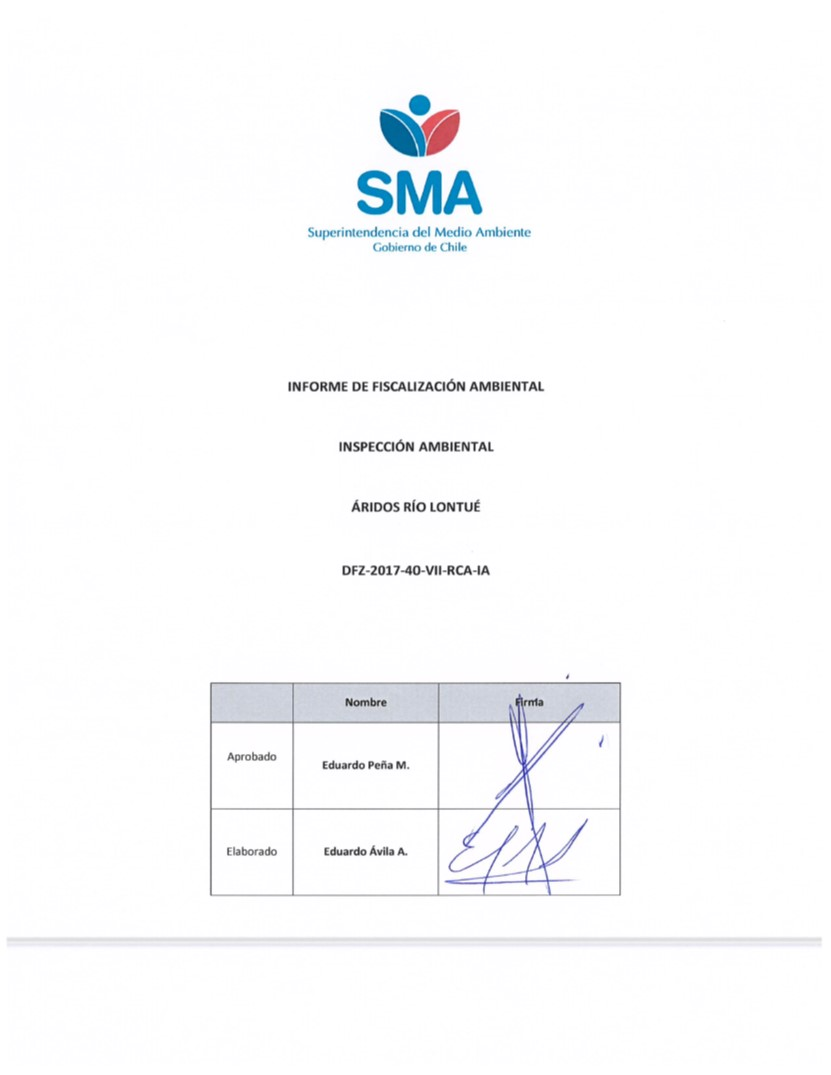 SMA
Superintendencia del Medio Ambiente
Gobierno de Chile
INFORME DE FISCALIZACIÓN AMBIENTAL
INSPECCIÓN AMBIENTAL
ÁRIDOS RÍO LONTUÉ
DFZ-2017-40-VII-RCA-IA
Nombre Firma
Aprobado Eduardo Peña M.
Elaborado Eduardo Ávila A.